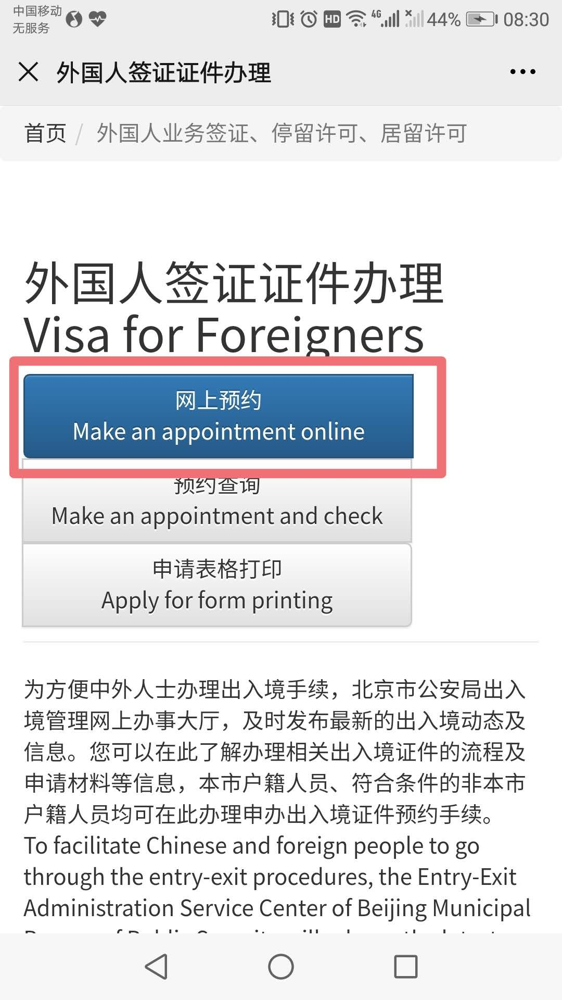 中国移动
无服务
HD
4G
44%
08:30
外国人签证证件办理
首页 / 外国人业务签证、停留许可、居留许可
外国人签证证件办理
Visa for Foreigners
网上预约
Make an appointment online
预约查询
Make an appointment and check
申请表格打印
Apply for form printing
为方便中外人士办理出入境手续，北京市公安局出入
境管理网上办事大厅，及时发布最新的出入境动态及
信息。您可以在此了解办理相关出入境证件的流程及
申请材料等信息，本市户籍人员、符合条件的非本市
户籍人员均可在此办理申办出入境证件预约手续。
To facilitate Chinese and foreign people to go
through the entry-exit procedures, the Entry-Exit
Administration Service Center of Beijing Municipal